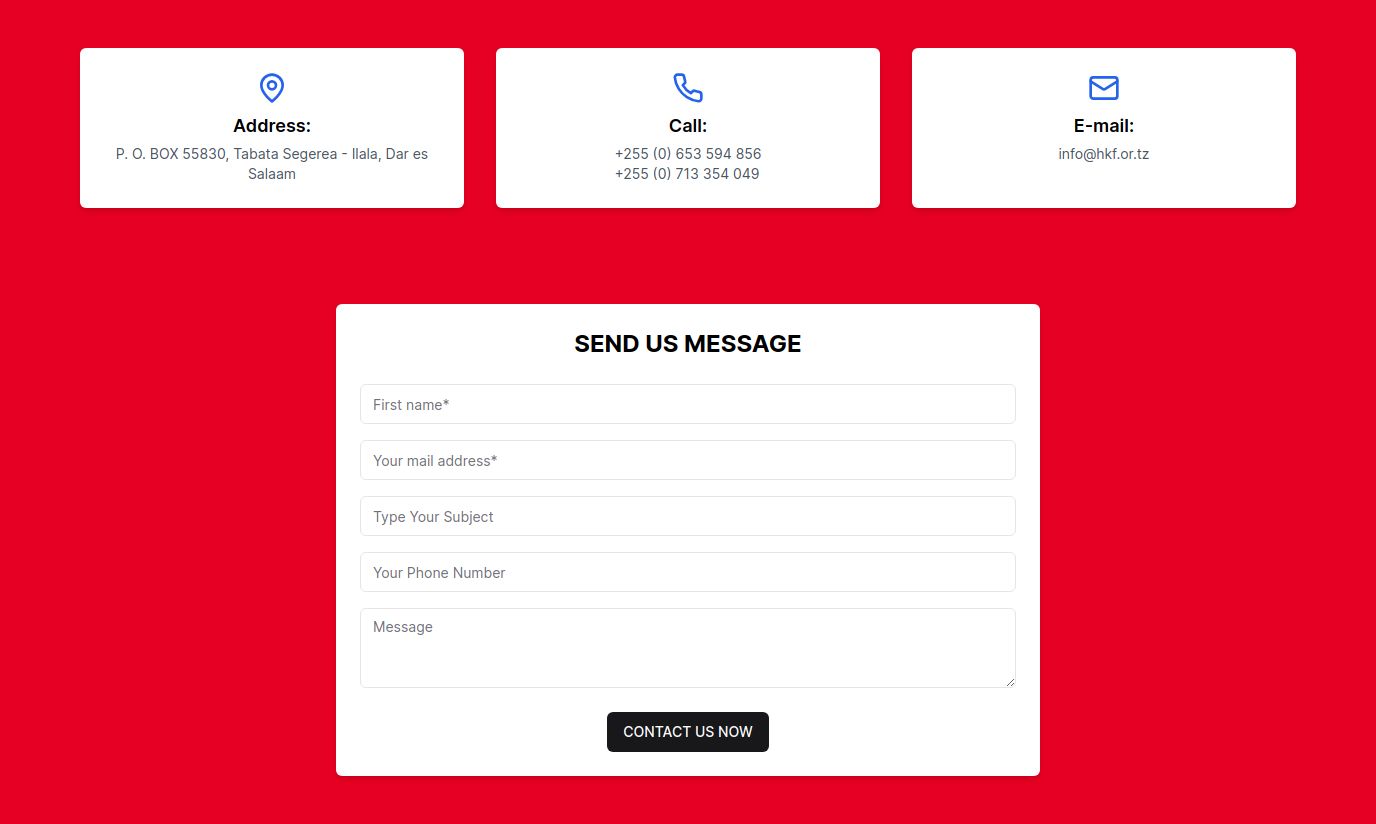 Address:
P. O. BOX 55830, Tabata Segerea - Ilala, Dar es
Salaam
Call:
+255 (0) 653 594 856
+255 (0) 713 354 049
E-mail:
info@hkf.or.tz
SEND US MESSAGE
First name*
Your mail address*
Type Your Subject
Your Phone Number
Message
CONTACT US NOW